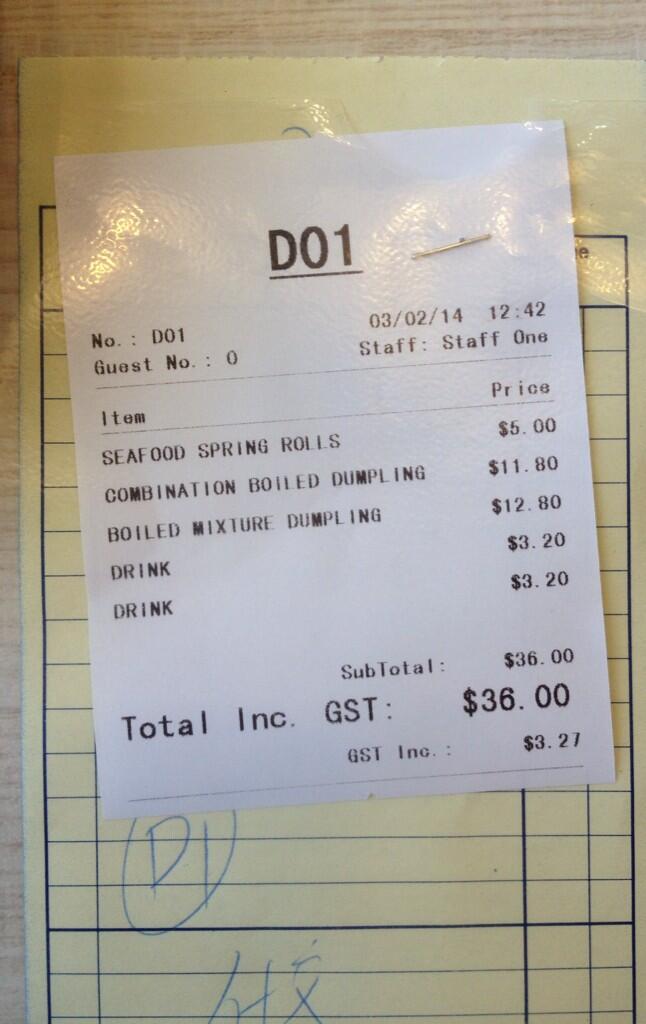 D01
No. : D01 03/02/14 12:42
Guest No. : 0 Staff: Staff One
Item Price
SEAFOOD SPRING ROLLS $5.00
COMBINATION BOILED DUMPLING $11.80
BOILED MIXTURE DUMPLING $12.80
DRINK $3.20
DRINK $3.20
SubTotal: $36.00
Total Inc. GST: $36.00
GST Inc. : $3.27
D1